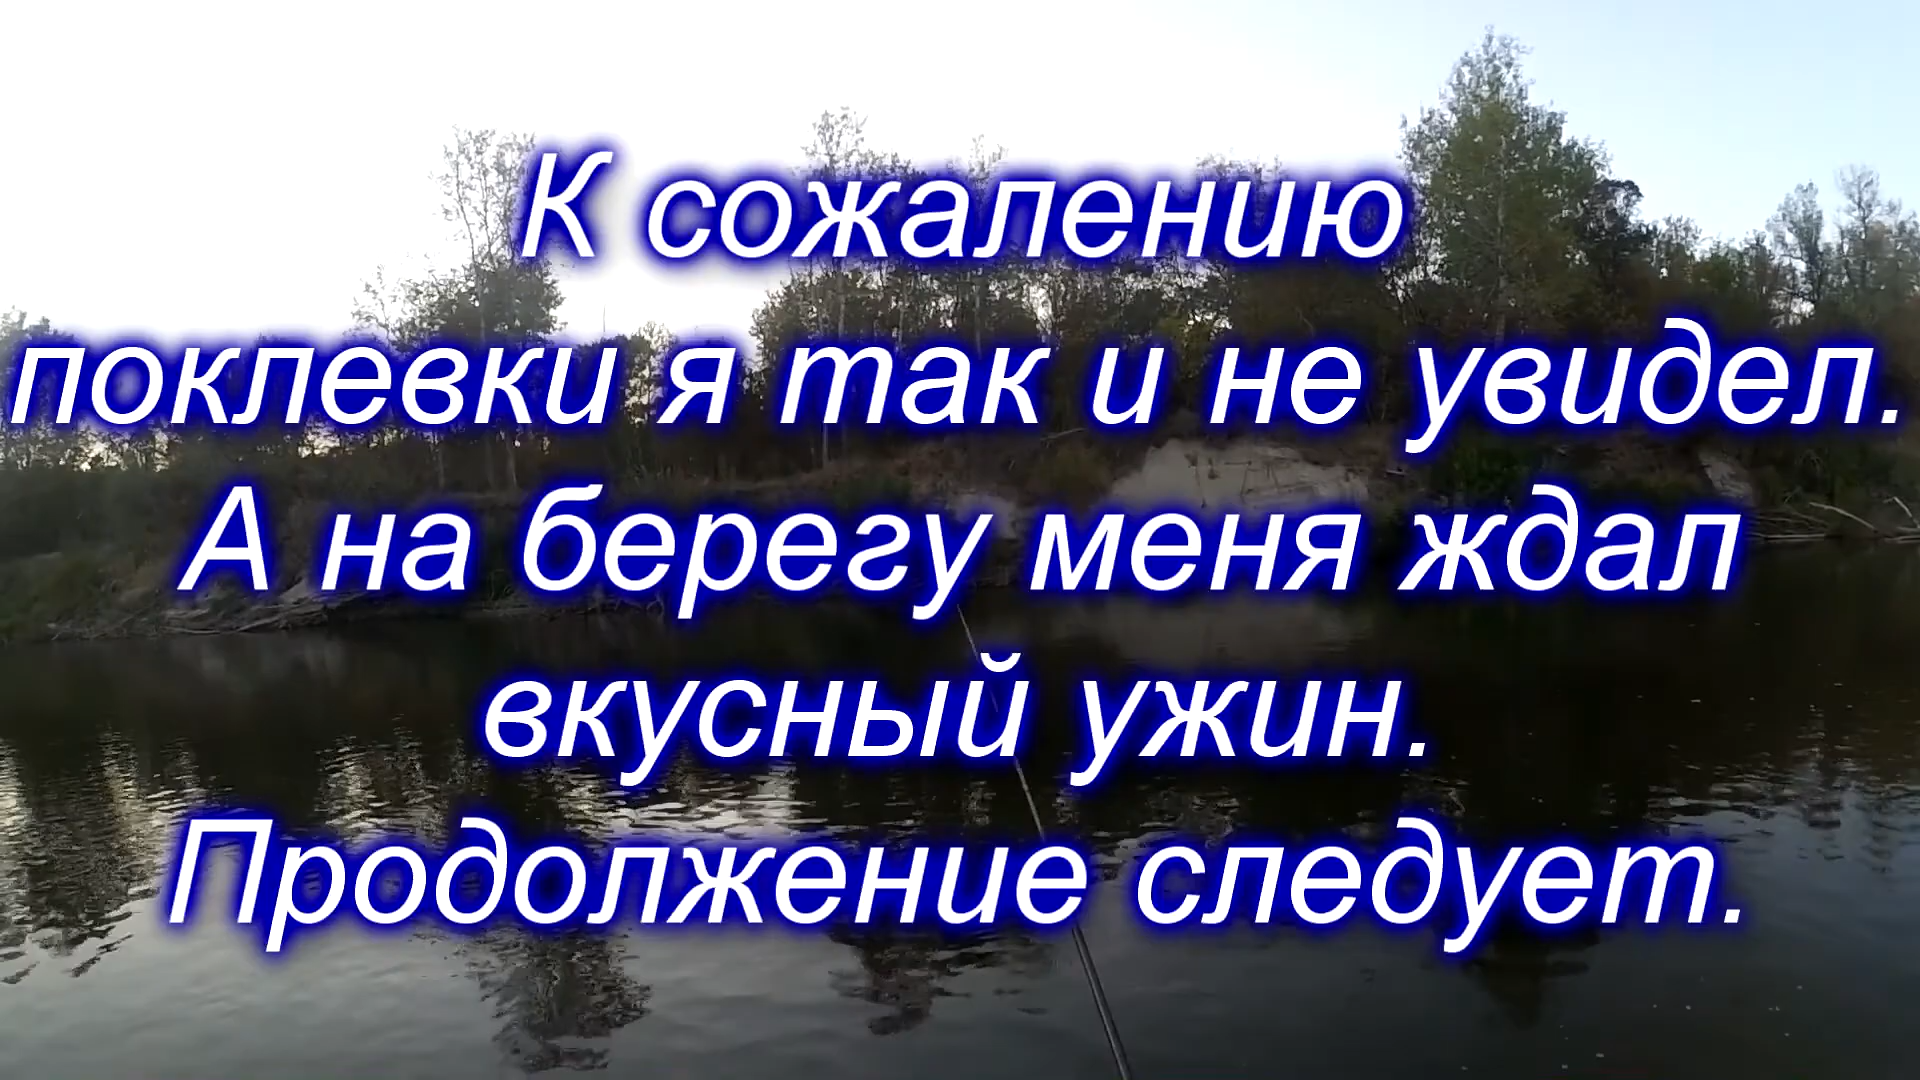 К сожалению
поклевки я так и не увидел.
А на берегу меня ждал
вкусный ужин.
Продолжение следует.